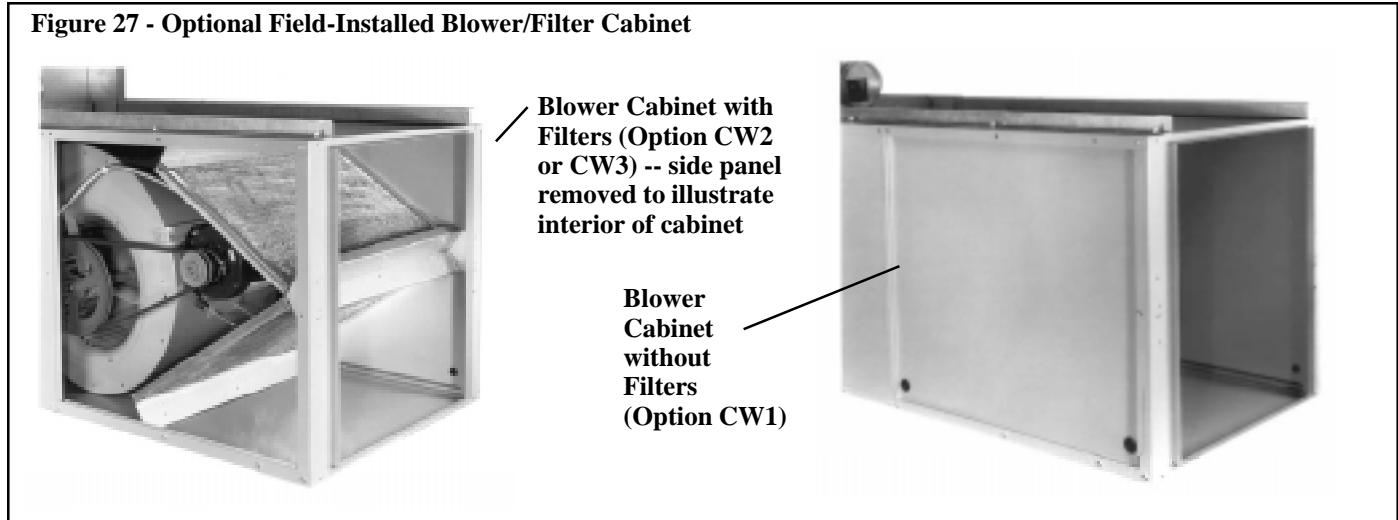 Figure 27 - Optional Field-Installed Blower/Filter Cabinet
Blower Cabinet with
Filters (Option CW2
or CW3) -- side panel
removed to illustrate
interior of cabinet
Blower
Cabinet
without
Filters
(Option CW1)